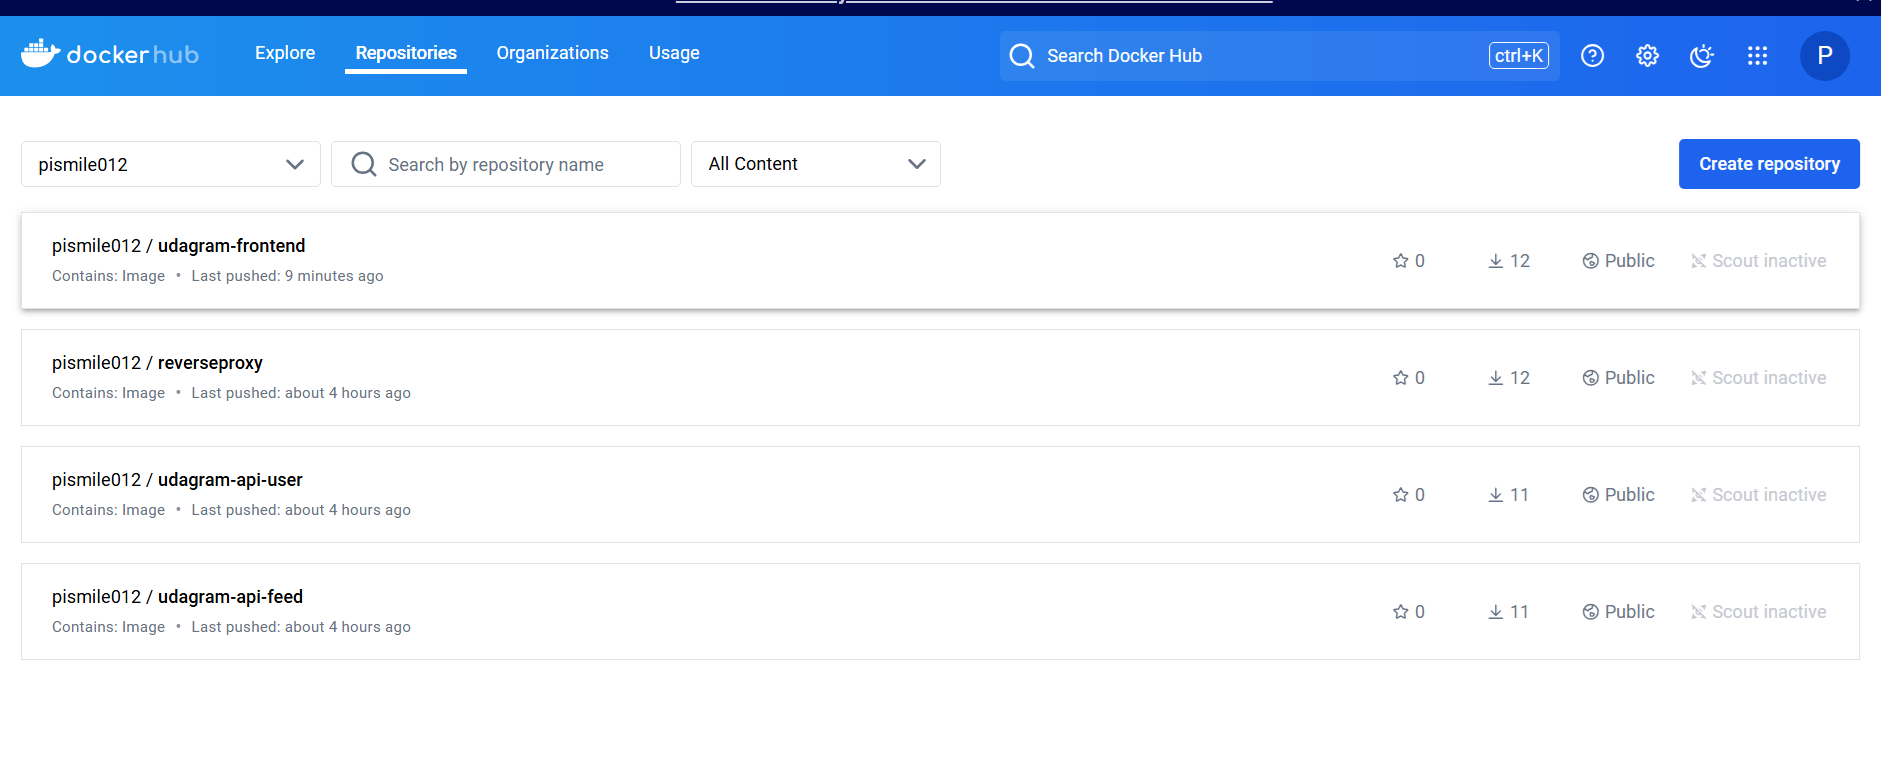 docker hub
Explore Repositories Organizations Usage
Search Docker Hub ctrl+K
P
pismile012
Search by repository name
All Content
Create repository
pismile012 / udagram-frontend
Contains: Image • Last pushed: 9 minutes ago
0 12 Public Scout inactive
pismile012 / reverseproxy
Contains: Image • Last pushed: about 4 hours ago
0 12 Public Scout inactive
pismile012 / udagram-api-user
Contains: Image • Last pushed: about 4 hours ago
0 11 Public Scout inactive
pismile012 / udagram-api-feed
Contains: Image • Last pushed: about 4 hours ago
0 11 Public Scout inactive